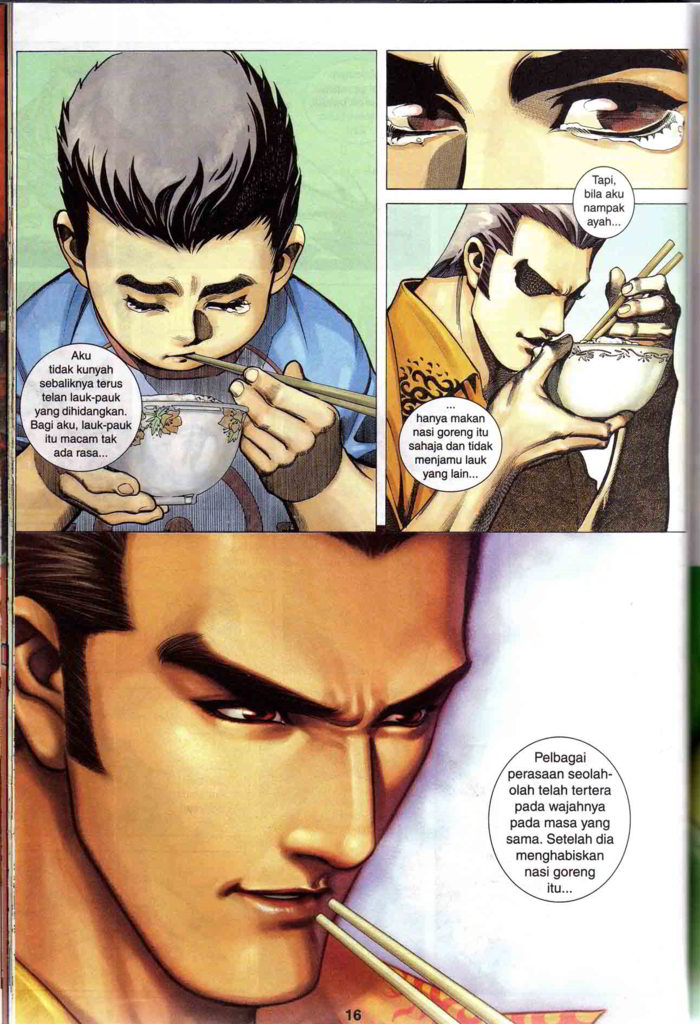 Aku
tidak kunyah
sebaliknya terus
telan lauk-pauk
yang dihidangkan.
Bagi aku, lauk-pauk
itu macam tak
ada rasa...
Tapi,
bila aku
nampak
ayah...
...
hanya makan
nasi goreng itu
sahaja dan tidak
menjamu lauk
yang lain...
Pelbagai
perasaan seolah-
olah telah tertera
pada wajahnya
pada masa yang
sama. Setelah dia
menghabiskan
nasi goreng
itu...
16